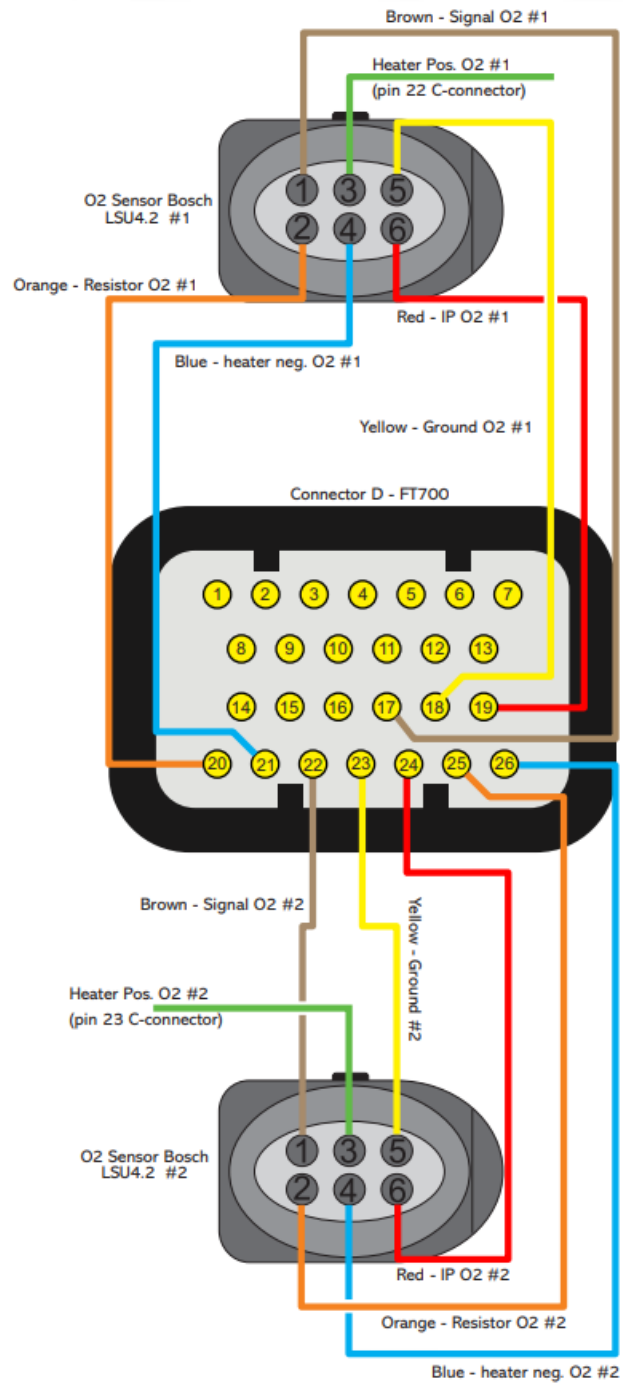 Brown - Signal O2 #1
Heater Pos. O2 #1
(pin 22 C-connector)
1 3 5
O2 Sensor Bosch
LSU4.2 #1
2 4 6
Orange - Resistor O2 #1
Red - IP O2 #1
Blue - heater neg. O2 #1
Yellow - Ground O2 #1
Connector D - FT700
1 2 3 4 5 6 7
8 9 10 11 12 13
14 15 16 17 18 19
20 21 22 23 24 25 26
Brown - Signal O2 #2
Yellow - Ground #2
Heater Pos. O2 #2
(pin 23 C-connector)
1 3 5
O2 Sensor Bosch
LSU4.2 #2
2 4 6
Red - IP O2 #2
Orange - Resistor O2 #2
Blue - heater neg. O2 #2